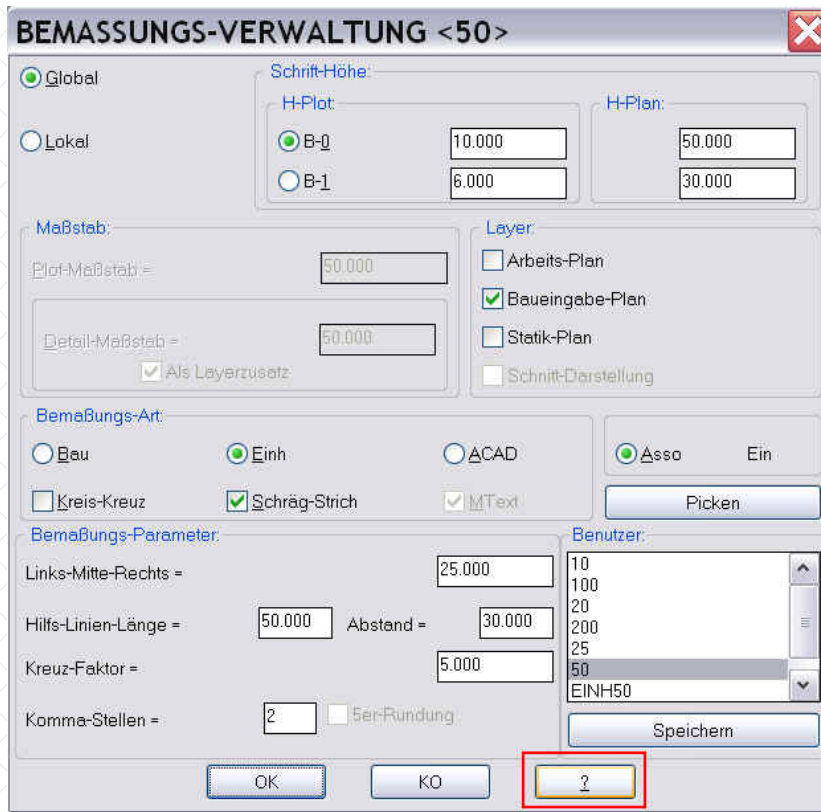 BEMASSUNGS-VERWALTUNG <50>
Global
Lokal
Schrift-Höhe:
H-Plot:
H-Plan:
B-0
10.000
50.000
B-1
6.000
30.000
Maßstab:
Plot-Maßstab =
50.000
Detail-Maßstab =
50.000
Als Layerzusatz
Layer:
Arbeits-Plan
Baueingabe-Plan
Statik-Plan
Schnitt-Darstellung
Bemaßungs-Art:
Bau
Einh
ACAD
Kreis-Kreuz
Schräg-Strich
MText
Asso Ein
Picken
Bemaßungs-Parameter:
Links-Mitte-Rechts =
25.000
Hilfs-Linien-Länge =
50.000
Abstand =
30.000
Kreuz-Faktor =
5.000
Komma-Stellen =
2
5er-Rundung
Benutzer:
10
100
20
200
25
50
EINH50
Speichern
OK
KO
?